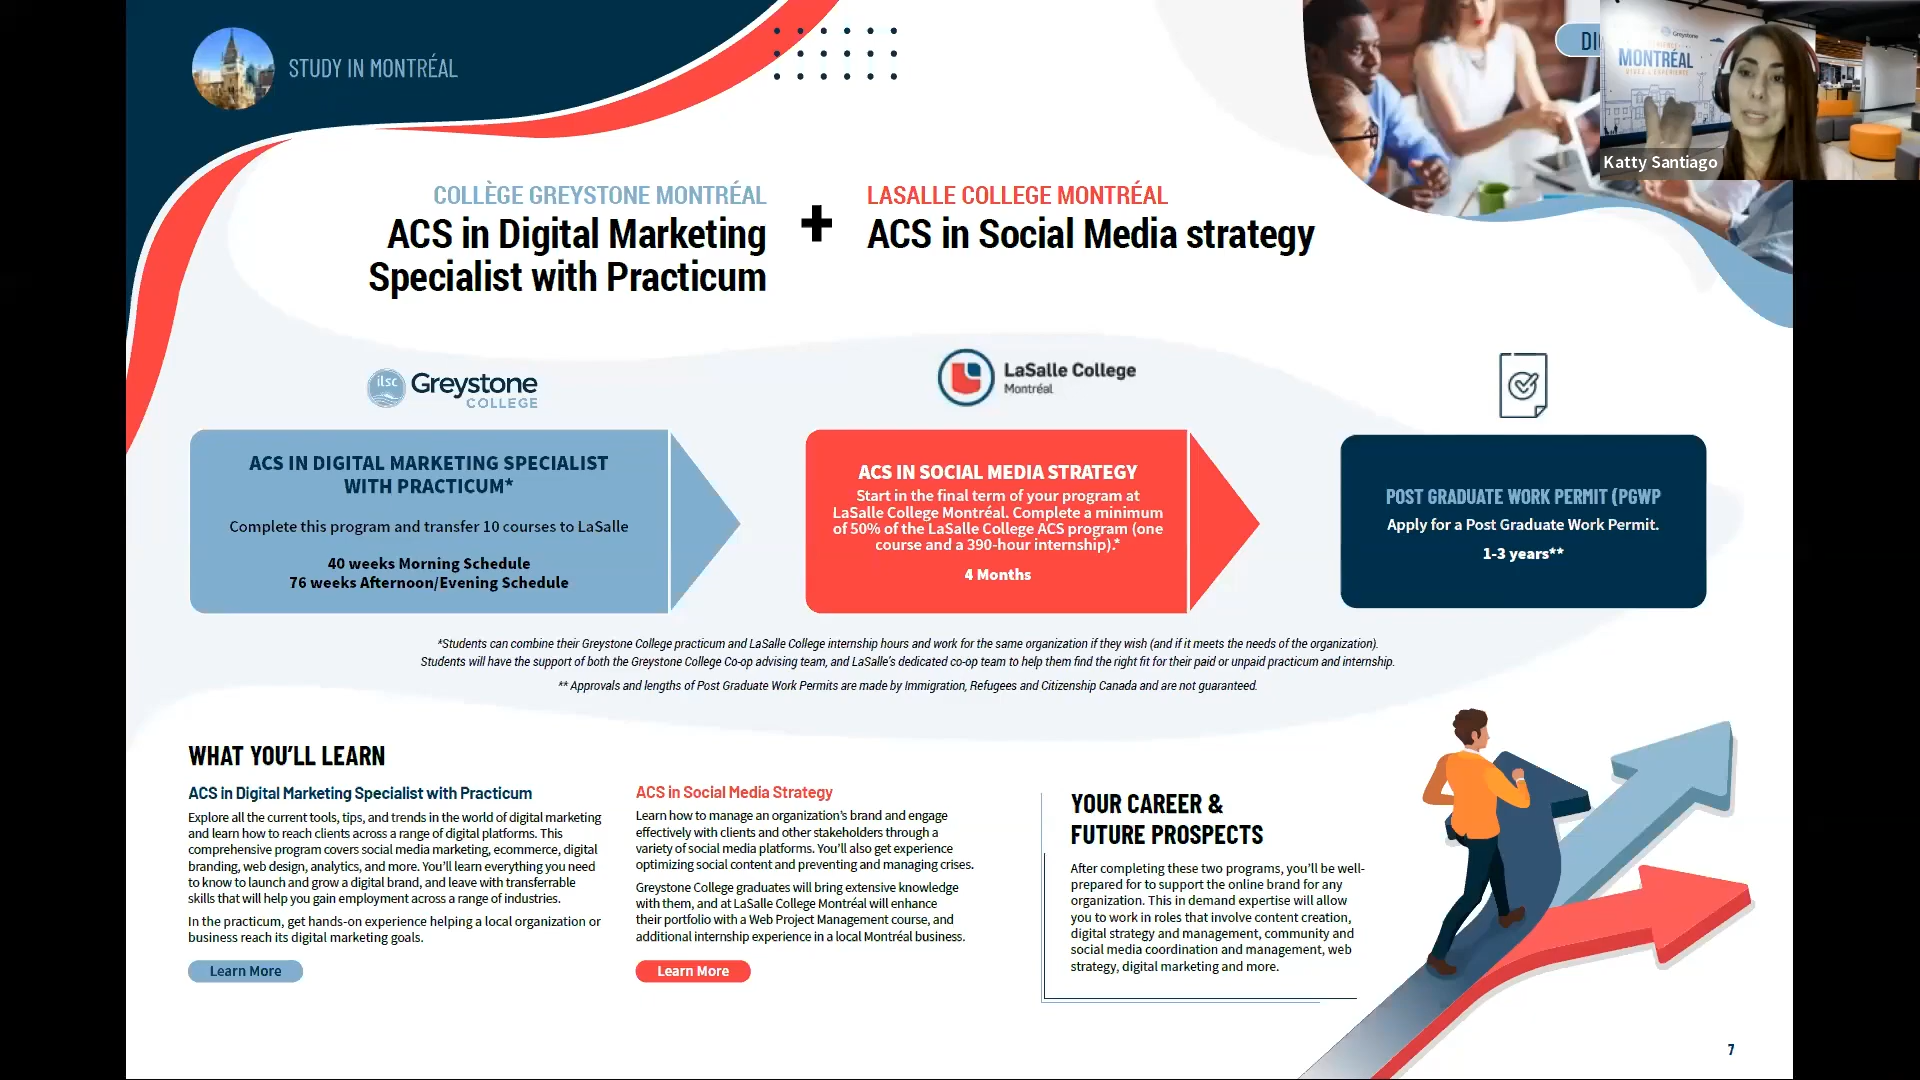 STUDY IN MONTRÉAL
DI
Greystone
MONTRÉAL
Katty Santiago
COLLÈGE GREYSTONE MONTRÉAL
ACS in Digital Marketing
Specialist with Practicum
+
LASALLE COLLEGE MONTRÉAL
ACS in Social Media strategy
ilsc Greystone
COLLEGE
LaSalle College
Montréal
ACS IN DIGITAL MARKETING SPECIALIST
WITH PRACTICUM*
Complete this program and transfer 10 courses to LaSalle
40 weeks Morning Schedule
76 weeks Afternoon/Evening Schedule
ACS IN SOCIAL MEDIA STRATEGY
Start in the final term of your program at
LaSalle College Montréal. Complete a minimum
of 50% of the LaSalle College ACS program (one
course and a 390-hour internship).*
4 Months
POST GRADUATE WORK PERMIT (PGWP
Apply for a Post Graduate Work Permit.
1-3 years**
*Students can combine their Greystone College practicum and LaSalle College internship hours and work for the same organization if they wish (and if it meets the needs of the organization).
Students will have the support of both the Greystone College Co-op advising team, and LaSalle's dedicated co-op team to help them find the right fit for their paid or unpaid practicum and internship.
** Approvals and lengths of Post Graduate Work Permits are made by Immigration, Refugees and Citizenship Canada and are not guaranteed.
WHAT YOU'LL LEARN
ACS in Digital Marketing Specialist with Practicum
Explore all the current tools, tips, and trends in the world of digital marketing
and learn how to reach clients across a range of digital platforms. This
comprehensive program covers social media marketing, ecommerce, digital
branding, web design, analytics, and more. You'll learn everything you need
to know to launch and grow a digital brand, and leave with transferrable
skills that will help you gain employment across a range of industries.
In the practicum, get hands-on experience helping a local organization or
business reach its digital marketing goals.
Learn More
ACS in Social Media Strategy
Learn how to manage an organization's brand and engage
effectively with clients and other stakeholders through a
variety of social media platforms. You'll also get experience
optimizing social content and preventing and managing crises.
Greystone College graduates will bring extensive knowledge
with them, and at LaSalle College Montréal will enhance
their portfolio with a Web Project Management course, and
additional internship experience in a local Montréal business.
Learn More
YOUR CAREER &
FUTURE PROSPECTS
After completing these two programs, you'll be well-
prepared for to support the online brand for any
organization. This in demand expertise will allow
you to work in roles that involve content creation,
digital strategy and management, community and
social media coordination and management, web
strategy, digital marketing and more.
7